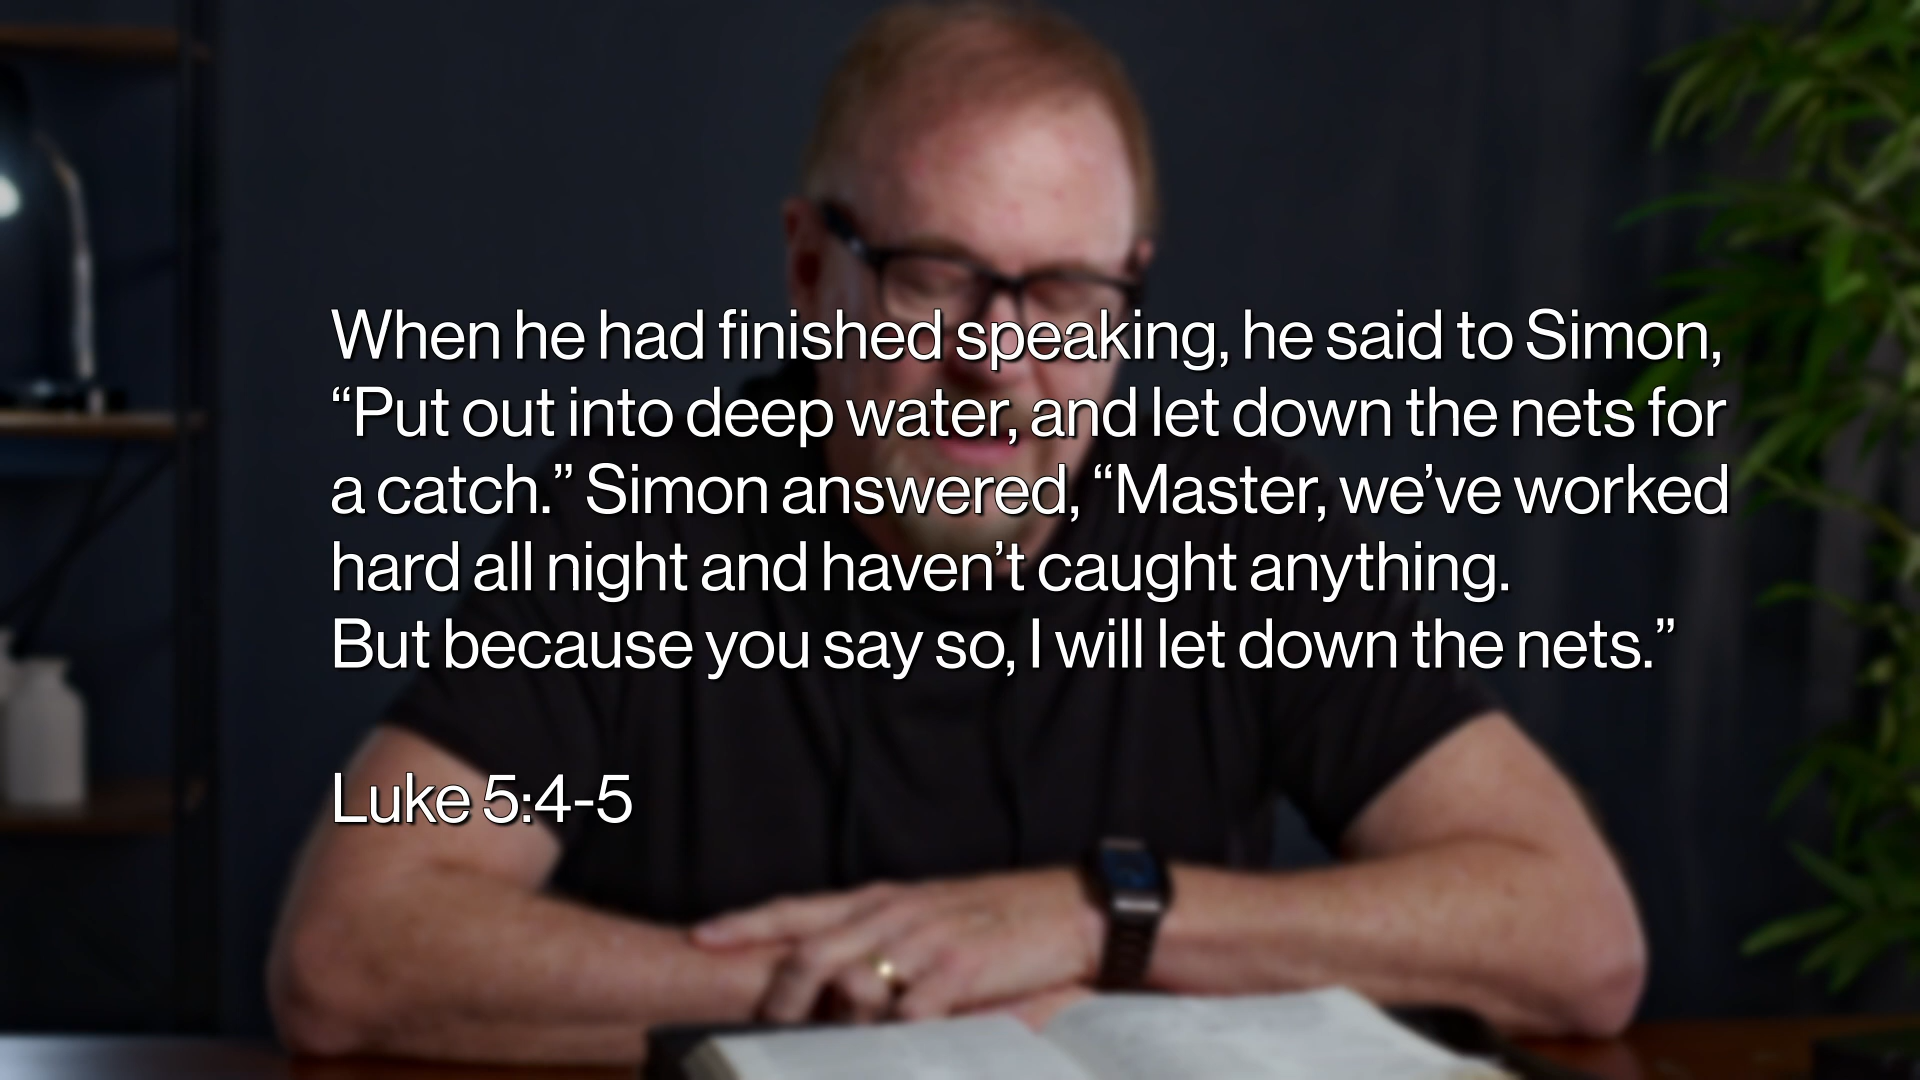 When he had finished speaking, he said to Simon,
“Put out into deep water, and let down the nets for
a catch.” Simon answered, “Master, we’ve worked
hard all night and haven’t caught anything.
But because you say so, I will let down the nets.”
Luke 5:4-5